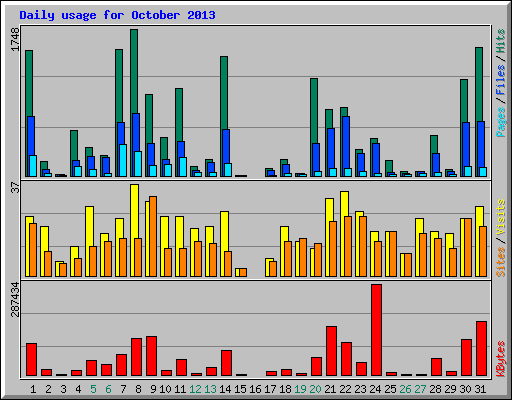 Daily usage for October 2013
1748
Pages / Files / Hits
37
Sites / Visits
287434
KBytes
1 2 3 4 5 6 7 8 9 10 11 12 13 14 15 16 17 18 19 20 21 22 23 24 25 26 27 28 29 30 31